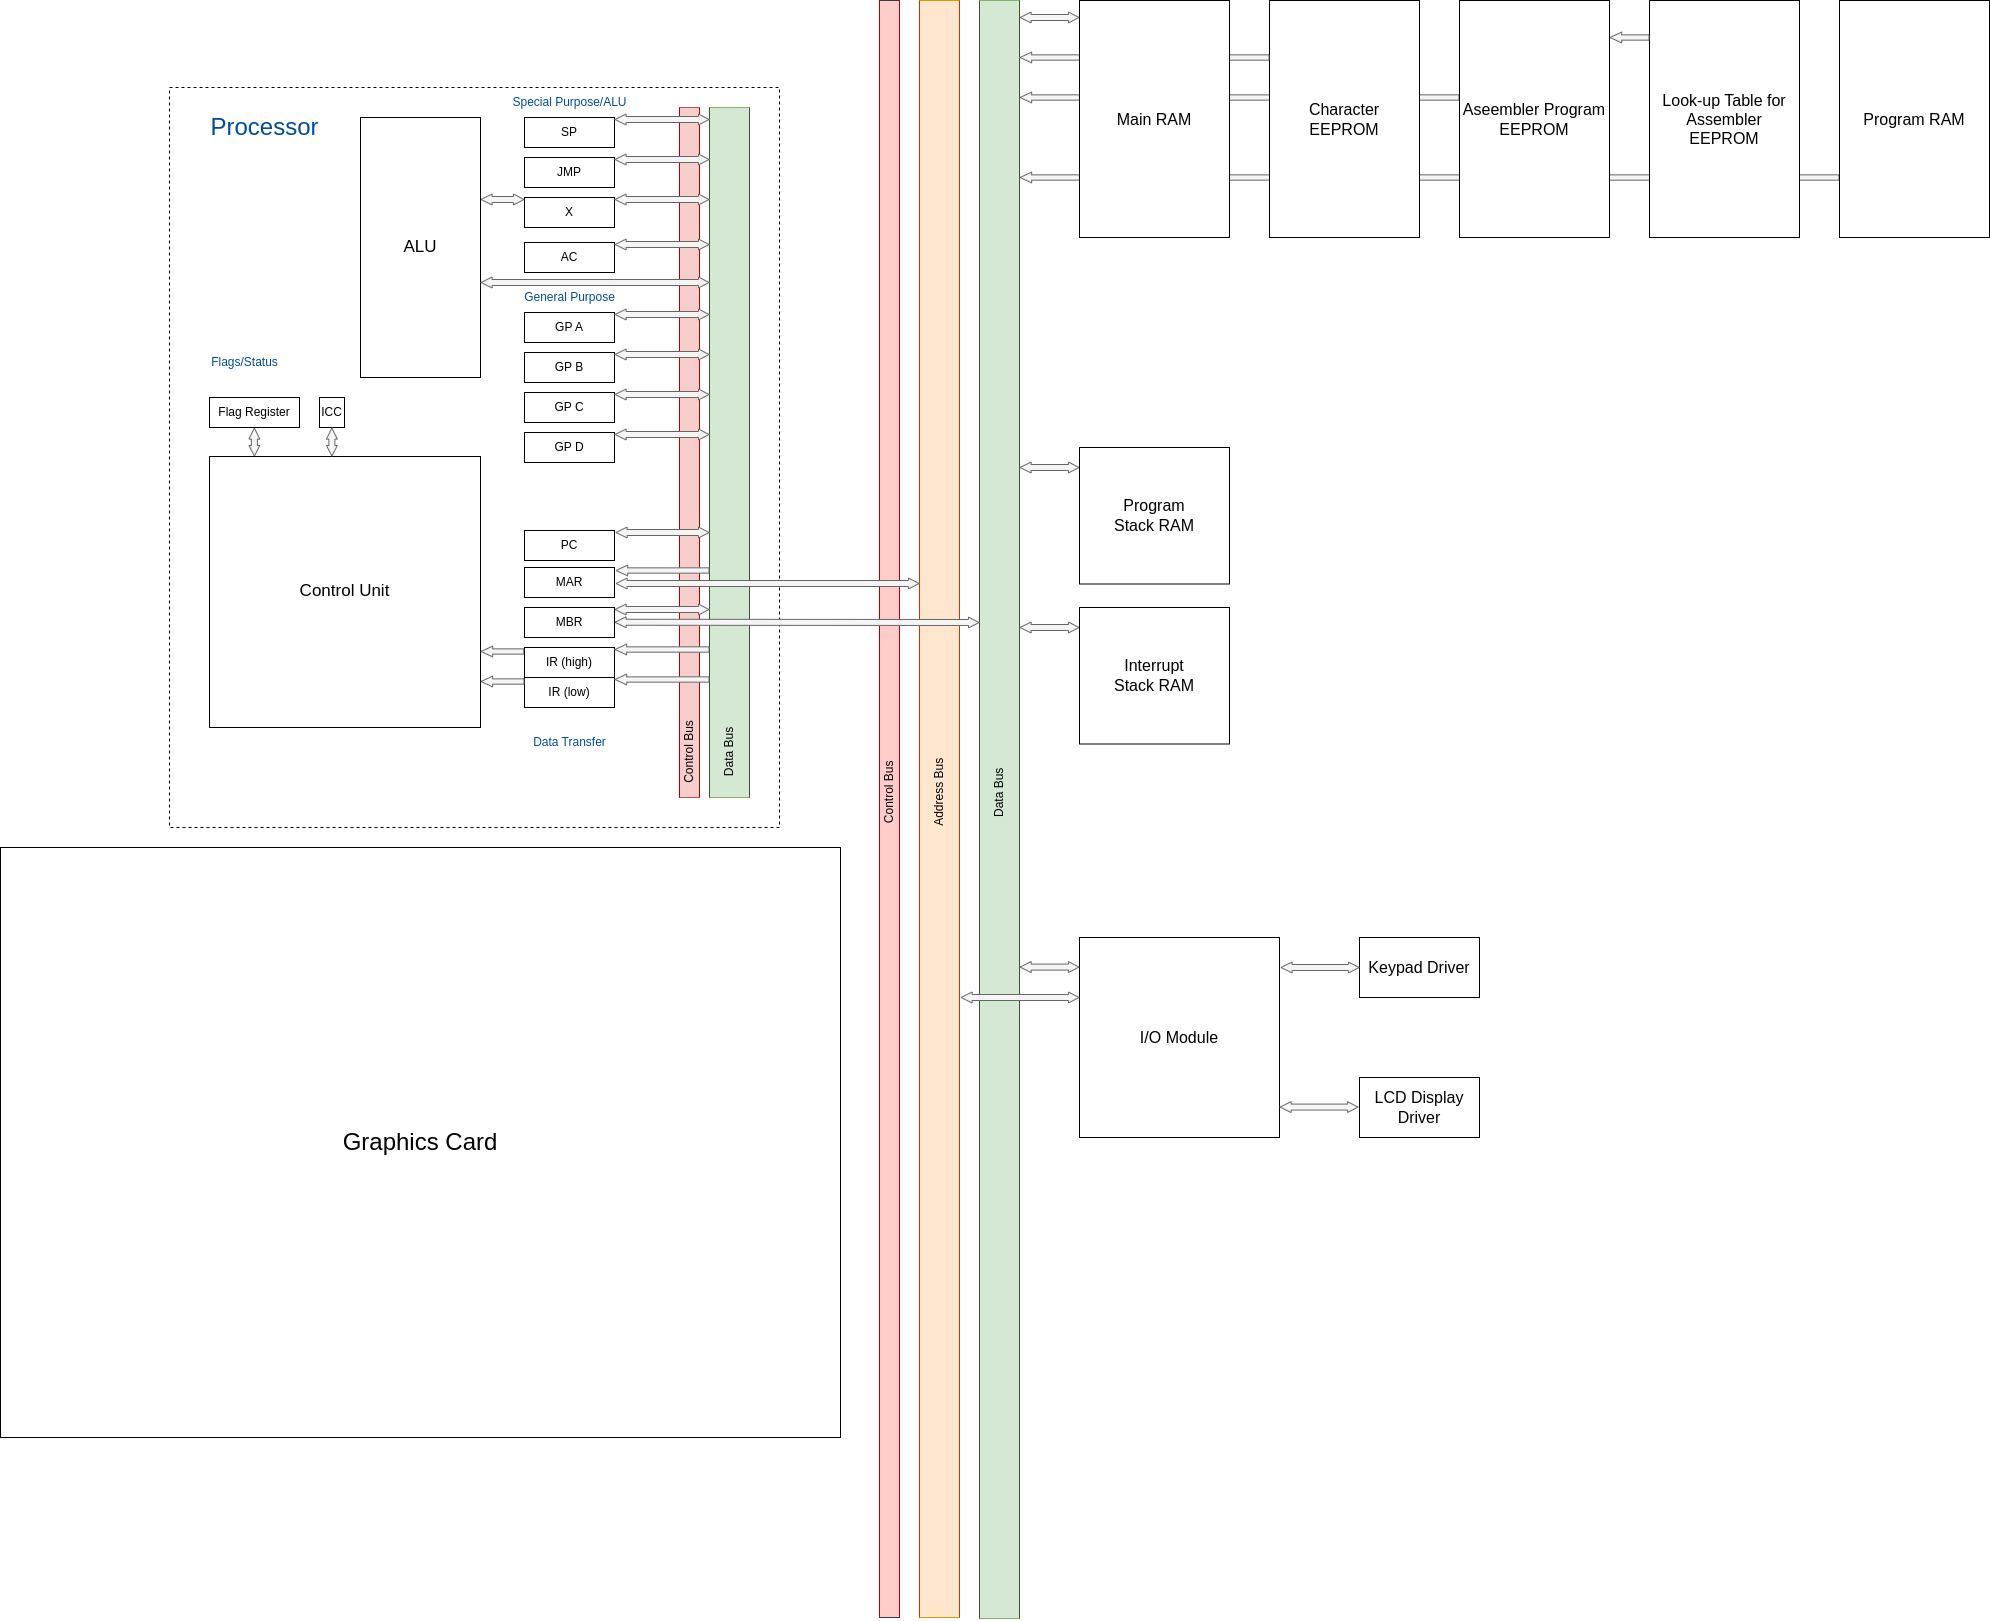 Processor
Special Purpose/ALU
SP
JMP
X
AC
ALU
General Purpose
GP A
GP B
GP C
GP D
Flags/Status
Flag Register
ICC
Control Unit
PC
MAR
MBR
IR (high)
IR (low)
Data Transfer
Control Bus
Data Bus
Control Bus
Address Bus
Data Bus
Main RAM
Character
EEPROM
Aseembler Program
EEPROM
Look-up Table for
Assembler
EEPROM
Program RAM
Program
Stack RAM
Interrupt
Stack RAM
I/O Module
Keypad Driver
LCD Display
Driver
Graphics Card